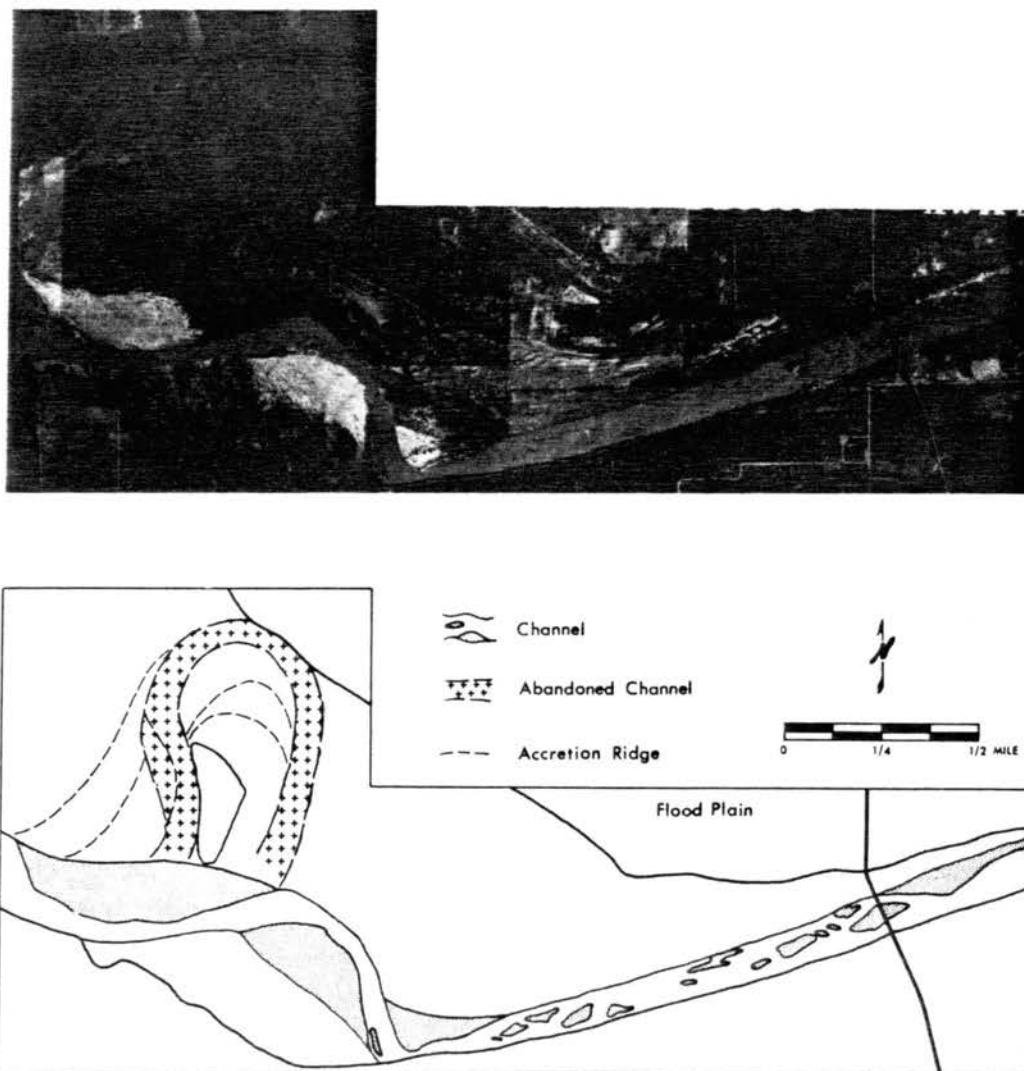 Channel
Abandoned Channel
Accretion Ridge
N
0 1/4 1/2 MILE
Flood Plain